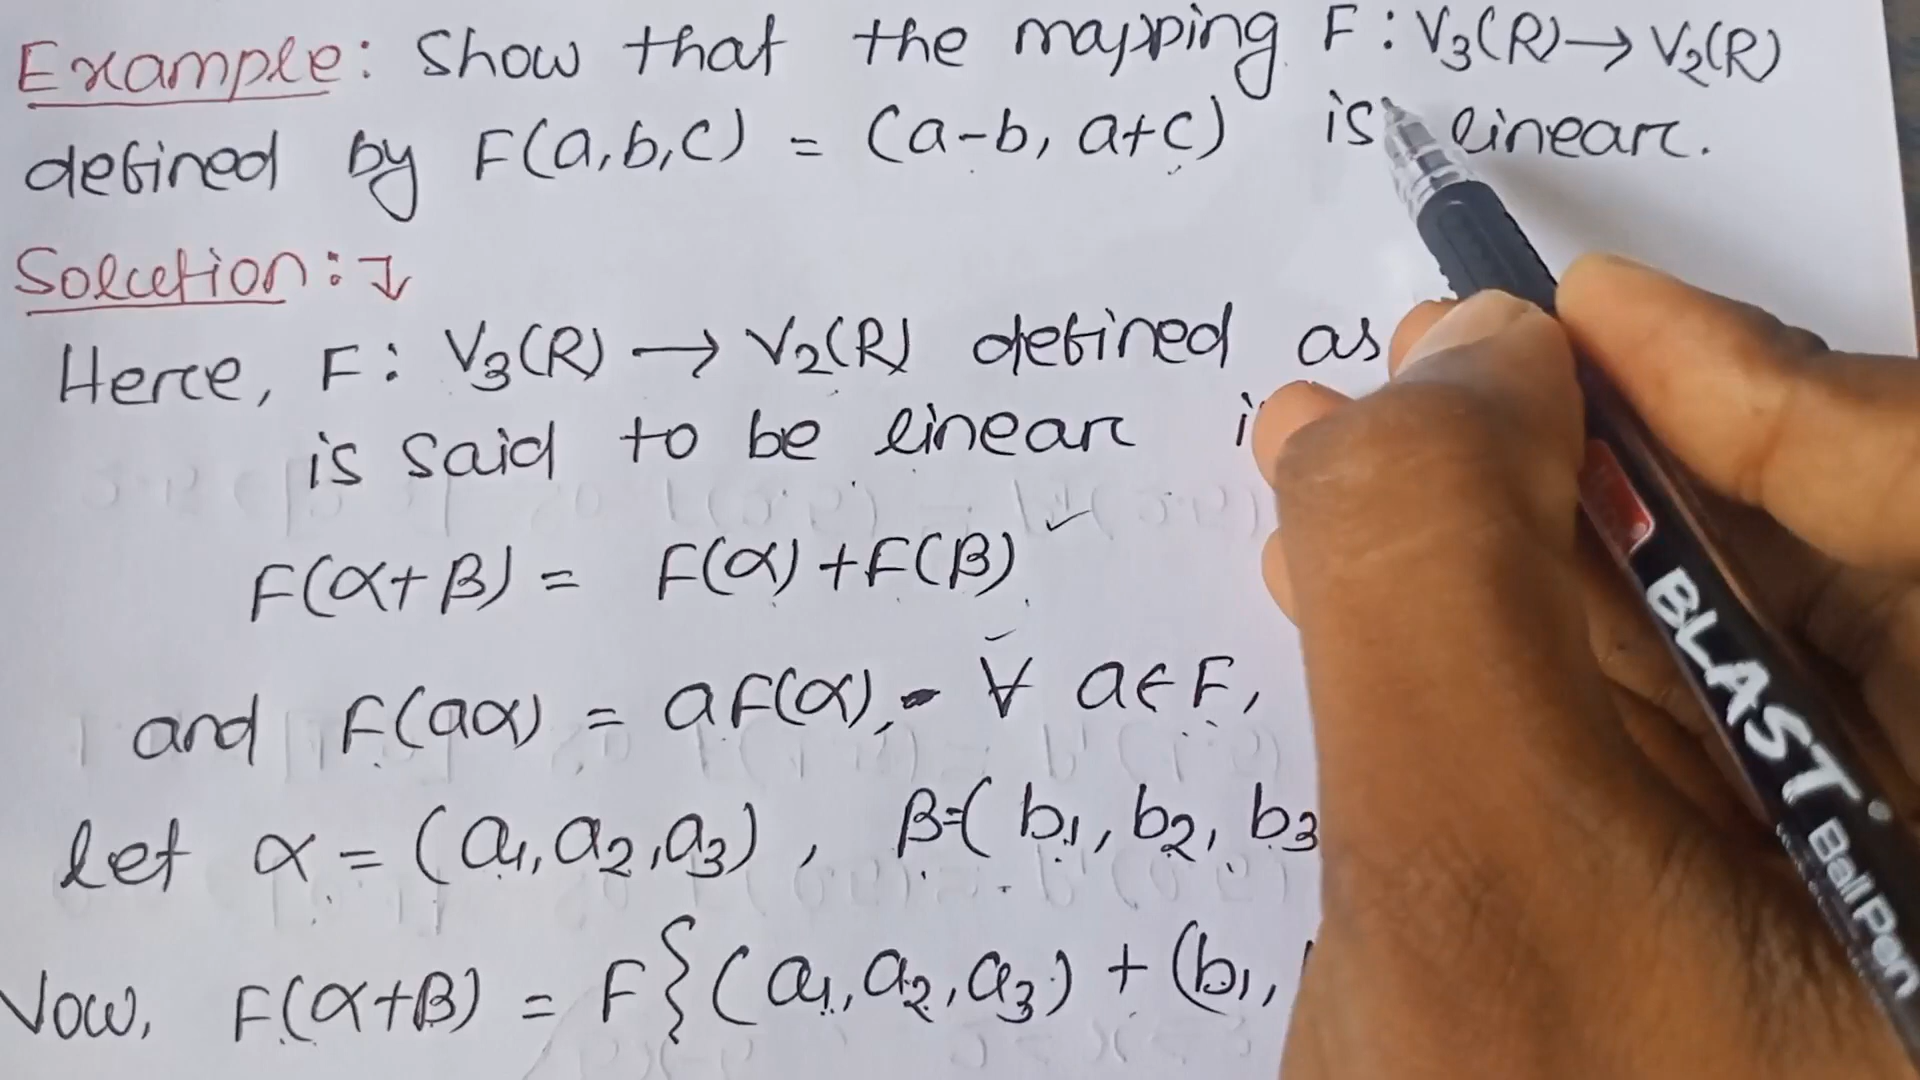 Example: Show that the mapping F: V₃(R) → V₂(R)
defined by F(a,b,c) = (a-b, a+c) is linear.
Solution:
Here, F: V₃(R) → V₂(R) defined as
is said to be linear
F(α+β) = F(α)+F(β) ✓
and F(aα) = aF(α), ∀ a∈F,
let α = (a₁,a₂,a₃), β=(b₁, b₂, b₃
Now, F(α+β) = F{(a₁,a₂,a₃) + (b₁,
BLAST Ball Pen